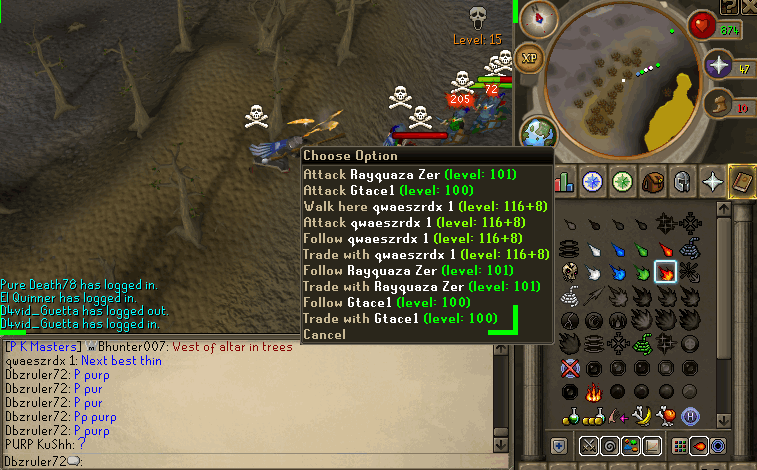 Level: 15
205
72
XP
874
47
10
Choose Option
Attack Rayquaza Zer (level: 101)
Attack Gtace1 (level: 100)
Walk here qwaeszrdx 1 (level: 116+8)
Attack qwaeszrdx 1 (level: 116+8)
Follow qwaeszrdx 1 (level: 116+8)
Trade with qwaeszrdx 1 (level: 116+8)
Follow Rayquaza Zer (level: 101)
Trade with Rayquaza Zer (level: 101)
Follow Gtace1 (level: 100)
Trade with Gtace1 (level: 100)
Cancel
Pure Death78 has logged in.
El Quinner has logged in.
D4vid_Guetta has logged out.
D4vid_Guetta has logged in.
[P K Masters] Bhunter007: West of altar in trees
qwaeszrdx 1: Next best thin
Dbzruler72: P purp
Dbzruler72: P pur
Dbzruler72: P pur
Dbzruler72: Pp purp
Dbzruler72: P purp
PURP KuShh: ?
Dbzruler72:
H